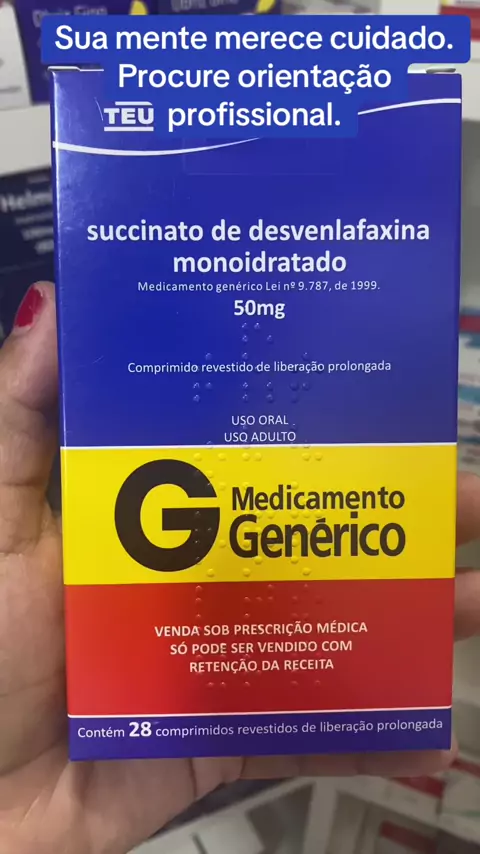 Sua mente merece cuidado.
Procure orientação
profissional.
TEU
succinato de desvenlafaxina
monoidratado
Medicamento genérico Lei nº 9.787, de 1999.
50mg
Comprimido revestido de liberação prolongada
USO ORAL
USO ADULTO
G Medicamento
Genérico
VENDA SOB PRESCRIÇÃO MÉDICA
SÓ PODE SER VENDIDO COM
RETENÇÃO DA RECEITA
Contém 28 comprimidos revestidos de liberação prolongada